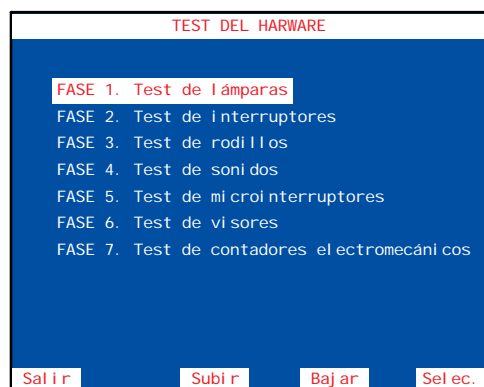 TEST DEL HARWARE
FASE 1. Test de lámparas
FASE 2. Test de interruptores
FASE 3. Test de rodillos
FASE 4. Test de sonidos
FASE 5. Test de microinterruptores
FASE 6. Test de visores
FASE 7. Test de contadores electromecánicos
Salir Subir Bajar Selec.